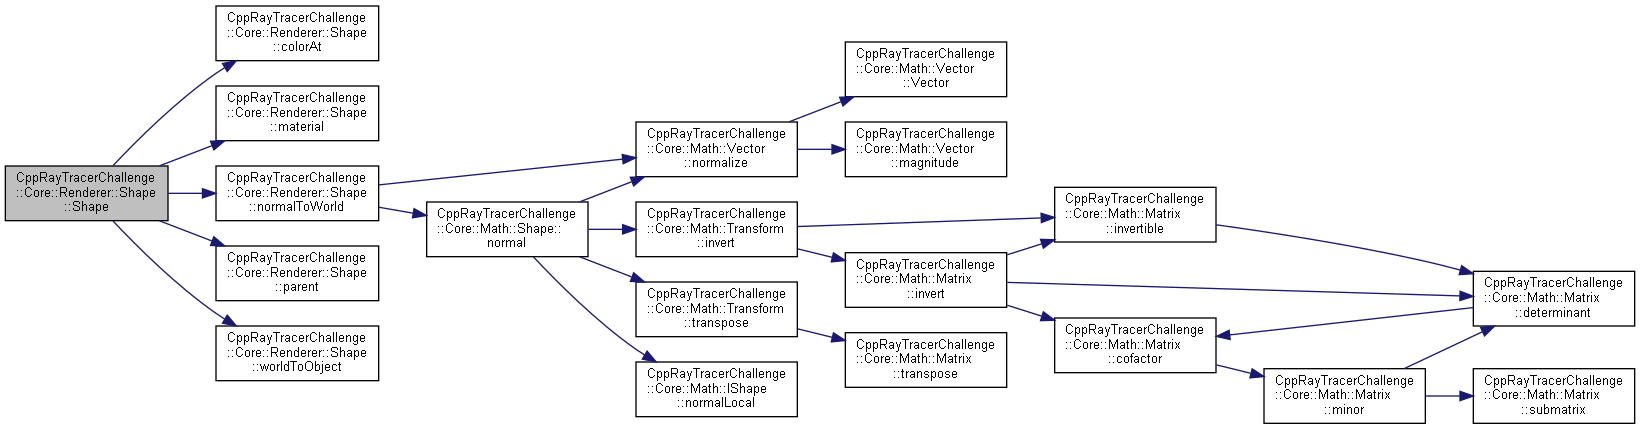 CppRayTracerChallenge
::Core::Renderer::Shape
::Shape
CppRayTracerChallenge
::Core::Renderer::Shape
::colorAt
CppRayTracerChallenge
::Core::Renderer::Shape
::material
CppRayTracerChallenge
::Core::Renderer::Shape
::normalToWorld
CppRayTracerChallenge
::Core::Renderer::Shape
::parent
CppRayTracerChallenge
::Core::Renderer::Shape
::worldToObject
CppRayTracerChallenge
::Core::Math::Shape::
normal
CppRayTracerChallenge
::Core::Math::Vector
::normalize
CppRayTracerChallenge
::Core::Math::Transform
::invert
CppRayTracerChallenge
::Core::Math::Transform
::transpose
CppRayTracerChallenge
::Core::Math::IShape
::normalLocal
CppRayTracerChallenge
::Core::Math::Vector
::Vector
CppRayTracerChallenge
::Core::Math::Vector
::magnitude
CppRayTracerChallenge
::Core::Math::Matrix
::invert
CppRayTracerChallenge
::Core::Math::Matrix
::transpose
CppRayTracerChallenge
::Core::Math::Matrix
::invertible
CppRayTracerChallenge
::Core::Math::Matrix
::cofactor
CppRayTracerChallenge
::Core::Math::Matrix
::minor
CppRayTracerChallenge
::Core::Math::Matrix
::determinant
CppRayTracerChallenge
::Core::Math::Matrix
::submatrix